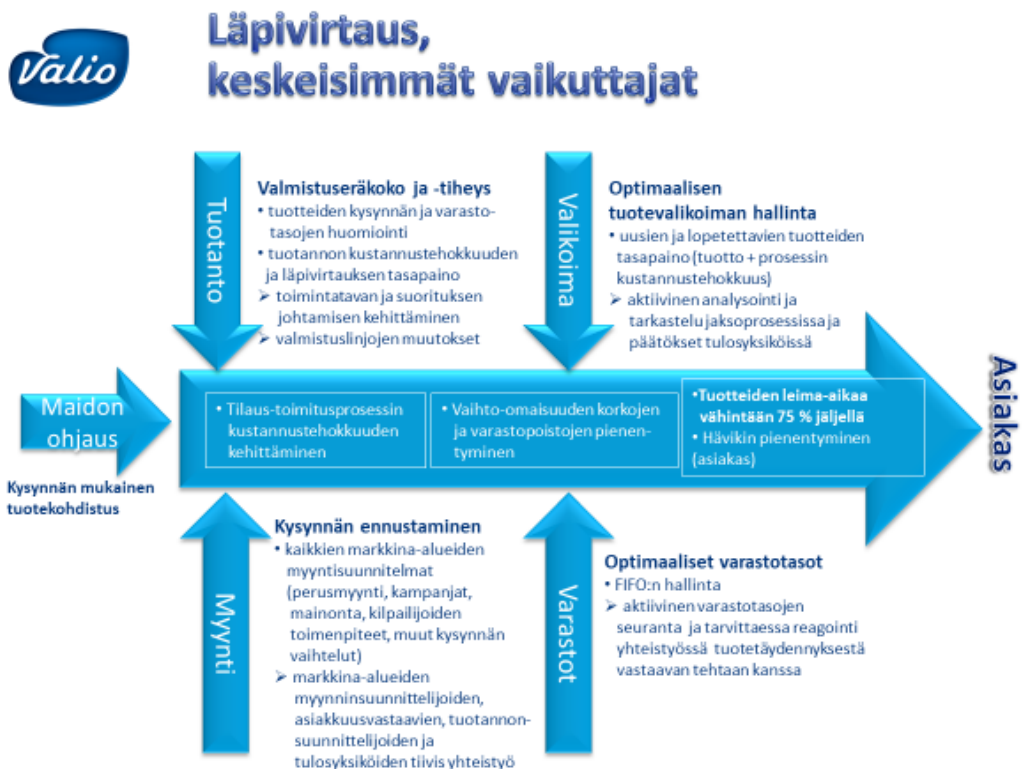 Valio
Läpivirtaus,
keskeisimmät vaikuttajat
Tuotanto
Valmistuseräkoko ja -tiheys
• tuotteiden kysynnän ja varasto-
tasojen huomiointi
• tuotannon kustannustehokkuuden
ja läpivirtauksen tasapaino
➢ toimintatavan ja suorituksen
johtamisen kehittäminen
➢ valmistuslinjojen muutokset
Valikoima
Optimaalisen
tuotevalikoiman hallinta
• uusien ja lopetettavien tuotteiden
tasapaino (tuotto + prosessin
kustannustehokkuus)
➢ aktiivinen analysointi ja
tarkastelu jaksoprosessissa ja
päätökset tulosyksiköissä
Maidon
ohjaus
Kysynnän mukainen
tuotekohdistus
• Tilaus-toimitusprosessin
kustannustehokkuuden
kehittäminen
• Vaihto-omaisuuden korkojen
ja varastopoistojen pienen-
tyminen
•Tuotteiden leima-aikaa
vähintään 75 % jäljellä
• Hävikin pienentyminen
(asiakas)
Asiakas
Myynti
Kysynnän ennustaminen
• kaikkien markkina-alueiden
myyntisuunnitelmat
(perusmyynti, kampanjat,
mainonta, kilpailijoiden
toimenpiteet, muut kysynnän
vaihtelut)
➢ markkina-alueiden
myynninsuunnittelijoiden,
asiakkuusvastaavien, tuotannon-
suunnittelijoiden ja
tulosyksiköiden tiivis yhteistyö
Varastot
Optimaaliset varastotasot
• FIFO:n hallinta
➢ aktiivinen varastotasojen
seuranta ja tarvittaessa reagointi
yhteistyössä tuotetäydennyksestä
vastaavan tehtaan kanssa